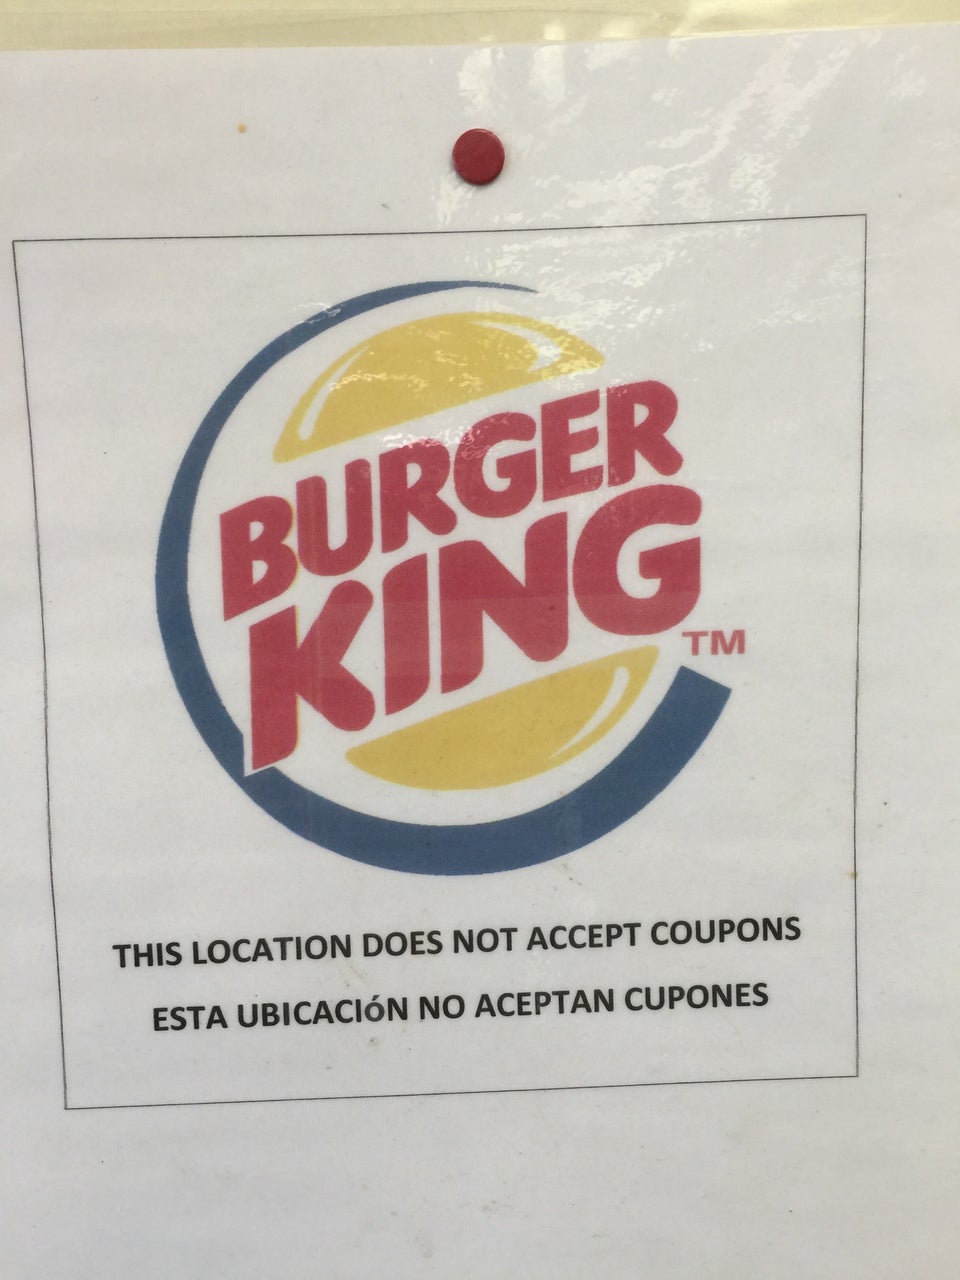 BURGER
KING
TM
THIS LOCATION DOES NOT ACCEPT COUPONS
ESTA UBICACIóN NO ACEPTAN CUPONES